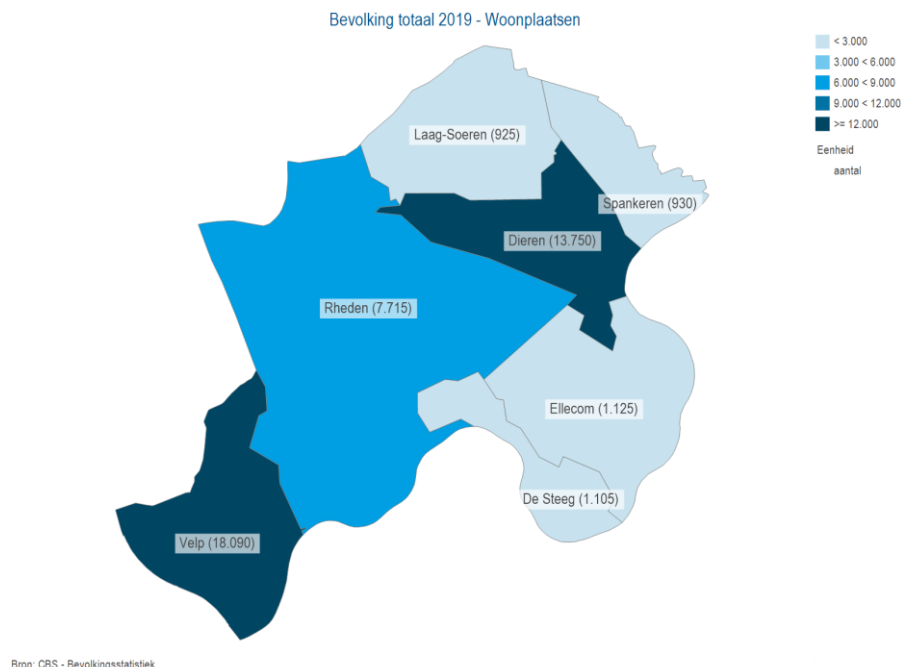 Bevolking totaal 2019 - Woonplaatsen
< 3.000
3.000 < 6.000
6.000 < 9.000
9.000 < 12.000
>= 12.000
Eenheid
aantal
Laag-Soeren (925)
Spankeren (930)
Dieren (13.750)
Rheden (7.715)
Ellecom (1.125)
De Steeg (1.105)
Velp (18.090)
Bron: CBS - Bevolkingsstatistiek